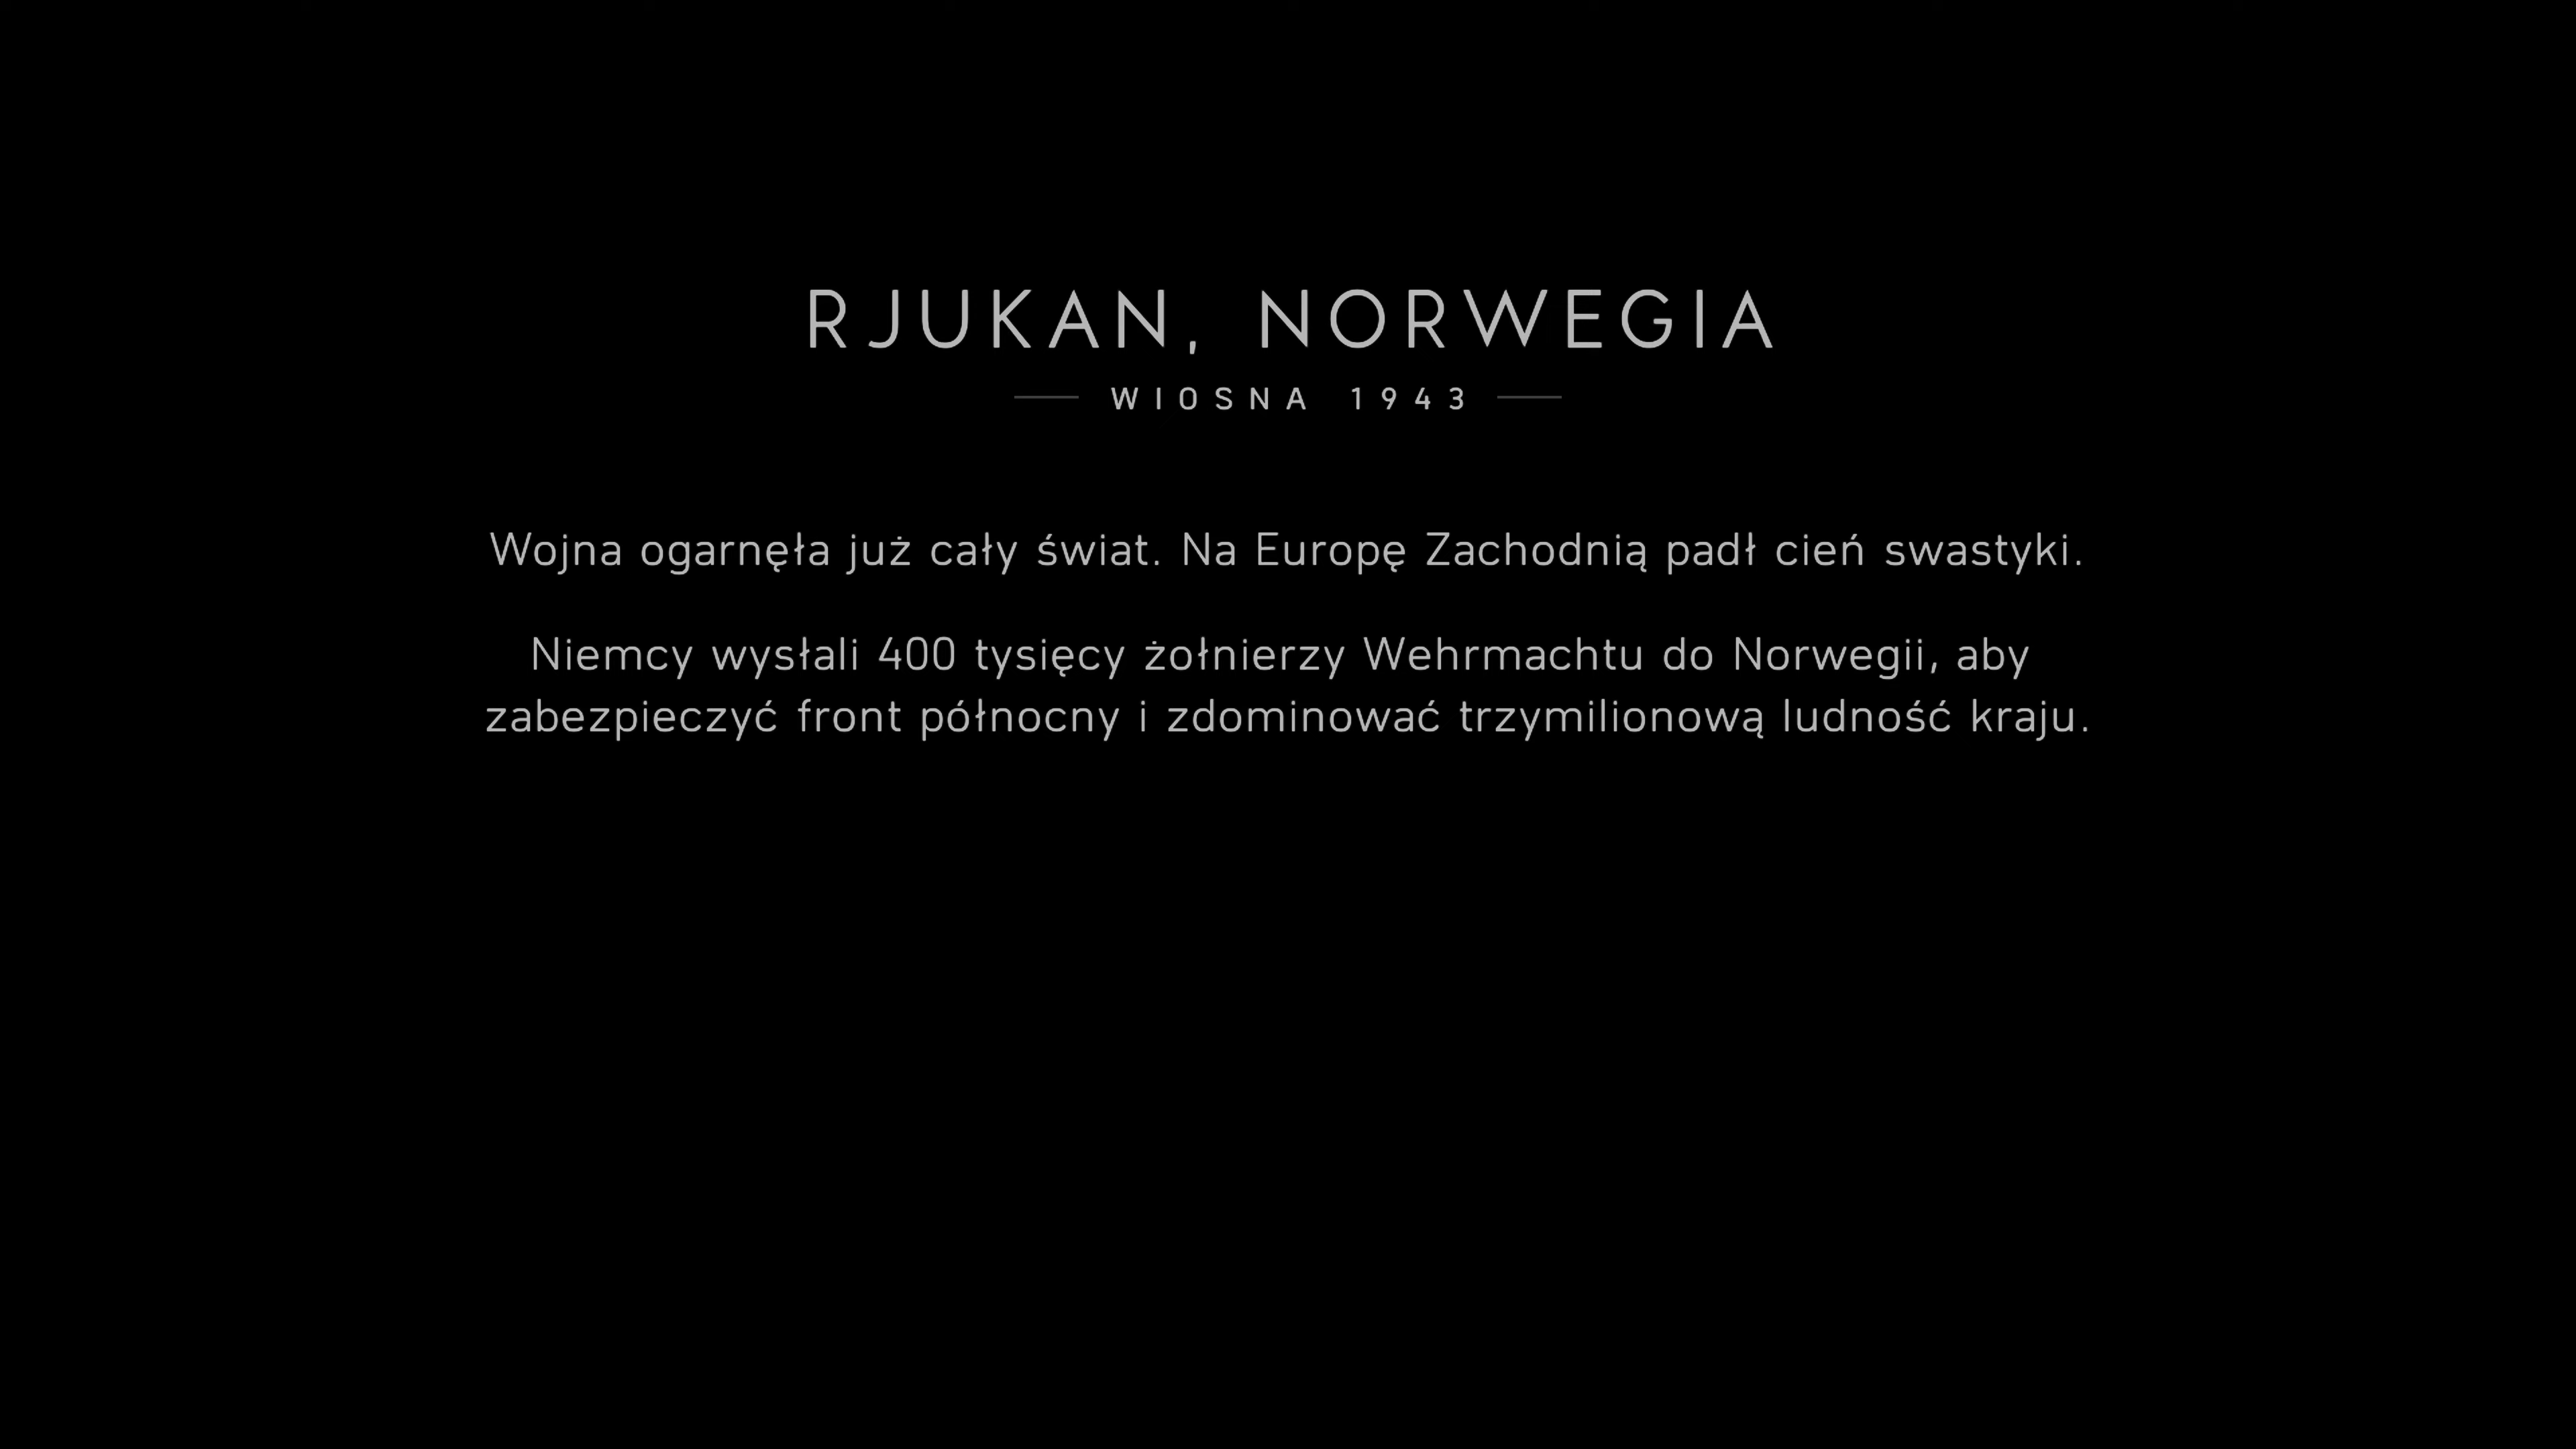 RJUKAN, NORWEGIA
WIOSNA 1943
Wojna ogarnęła już cały świat. Na Europę Zachodnią padł cień swastyki.
Niemcy wysłali 400 tysięcy żołnierzy Wehrmachtu do Norwegii, aby
zabezpieczyć front północny i zdominować trzymilionową ludność kraju.